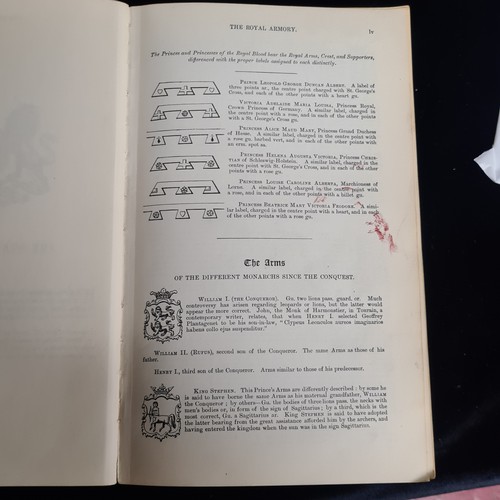 THE ROYAL ARMORY.
lv
The Princes and Princesses of the Royal Blood bear the Royal Arms, Crest, and Supporters,
differenced with the proper labels assigned to each distinctly.
PRINCE LEOPOLD GEORGE DUNCAN ALBERT. A label of
three points ar., the centre point charged with St. George's
Cross, and each of the other points with a heart gu.
VICTORIA ADELAIDE MARIA LOUISA, Princess Royal,
Crown Princess of Germany. A similar label, charged in
the centre point with a rose, and in each of the others
with a St. George's Cross gu.
PRINCESS ALICE MAUD MARY, Princess Grand Duchess
of Hesse. A similar label, charged in the centre point
with a rose gu. barbed vert, and in each of the others with
an erm. spot sa.
PRINCESS HELENA AUGUSTA VICTORIA, Princess CHRIS-
TIAN of Schleswig-Holstein. A similar label, charged in the
centre point with St. George's Cross, and in each of the other
points with a rose gu.
PRINCESS LOUISE CAROLINE ALBERTA, Marchioness of
Lorne. A similar label, charged in the centre point with
a rose, and in each of the other points with a billet gu.
PRINCESS BEATRICE MARY VICTORIA FEODORE. A simi-
lar label, charged in the centre point with a heart, and in each
of the other points with a rose gu.
The Arms
OF THE DIFFERENT MONARCHS SINCE THE CONQUEST.
WILLIAM I. (THE CONQUEROR). Gu. two lions pass. guard. or. Much
controversy has arisen regarding leopards or lions, but the latter would
appear the more correct. John, the Monk of Harmonstier, in Touraine, a
contemporary writer, relates, that when HENRY I. selected Geoffrey
Plantagenet to be his son-in-law, "Clypeus Leonculos aureos imaginarios
habens collo ejus suspenditur."
WILLIAM II. (RUFUS), second son of the Conqueror. The same Arms as those of his
father.
HENRY I., third son of the Conqueror. Arms similar to those of his predecessor.
KING STEPHEN. This Prince's Arms are differently described: by some he
is said to have borne the same Arms as his maternal grandfather, WILLIAM
the Conqueror; by others—Gu. the bodies of three lions pass. the necks with
men's bodies or, in form of the sign of Sagittarius; by a third, which is the
most correct, Gu. a Sagittarius or. KING STEPHEN is said to have adopted
the latter bearing from the great assistance afforded him by the archers, and
having entered the kingdom when the sun was in the sign Sagittarius.